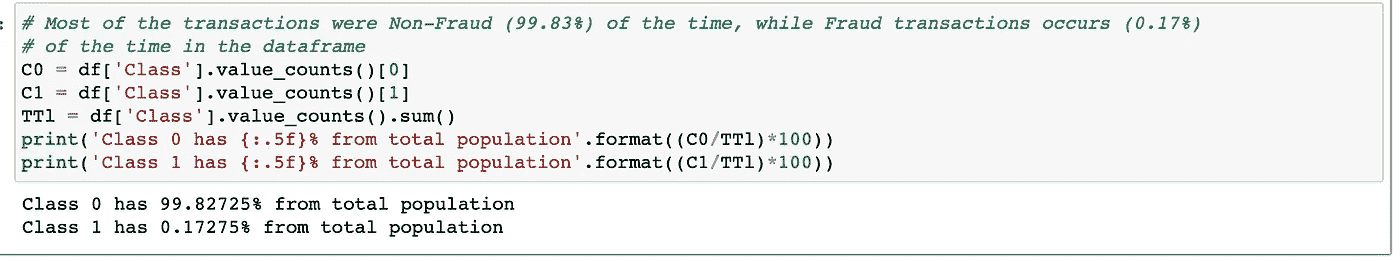 : # Most of the transactions were Non-Fraud (99.83%) of the time, while Fraud transactions occurs (0.17%)
# of the time in the dataframe
C0 = df['Class'].value_counts()[0]
C1 = df['Class'].value_counts()[1]
TTl = df['Class'].value_counts().sum()
print('Class 0 has {:.5f}% from total population'.format((C0/TTl)*100))
print('Class 1 has {:.5f}% from total population'.format((C1/TTl)*100))
Class 0 has 99.82725% from total population
Class 1 has 0.17275% from total population